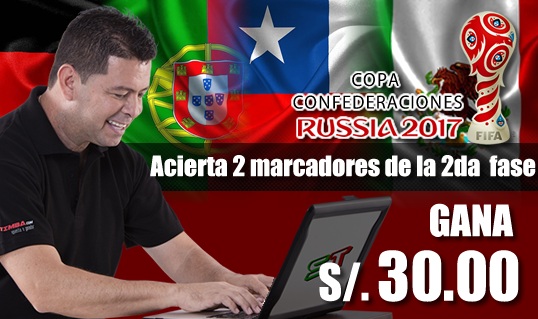 COPA
CONFEDERACIONES
RUSSIA 2017
FIFA
Acierta 2 marcadores de la 2da fase
GANA
S/. 30.00